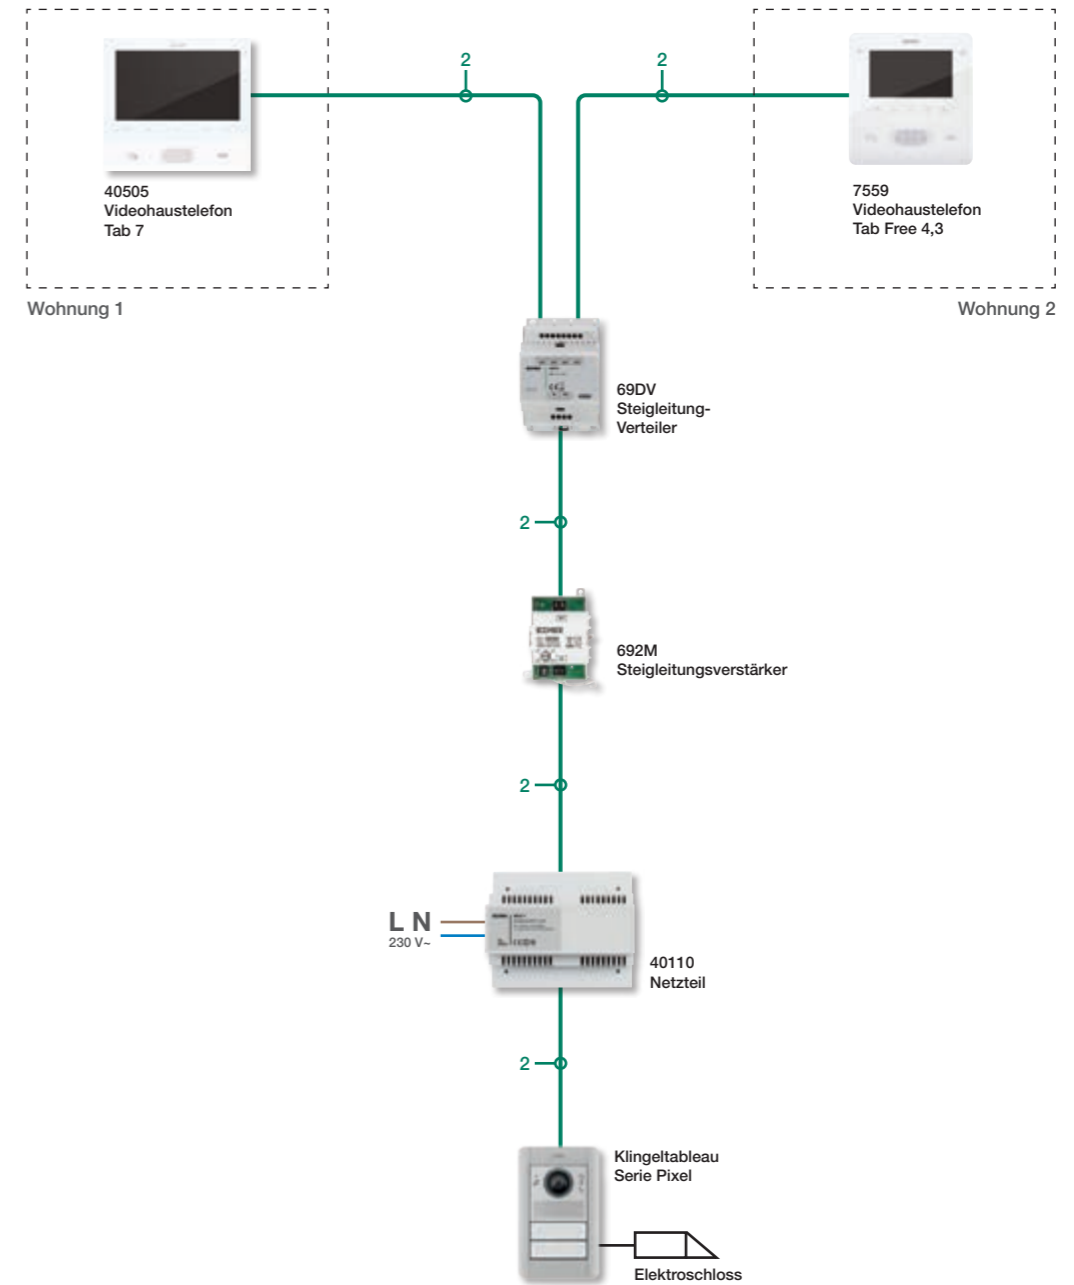 2
2
40505
Videohaustelefon
Tab 7
7559
Videohaustelefon
Tab Free 4,3
Wohnung 1
Wohnung 2
69DV
Steigleitung-
Verteiler
2
692M
Steigleitungsverstärker
2
L N
230 V~
40110
Netzteil
2
Klingeltableau
Serie Pixel
Elektroschloss